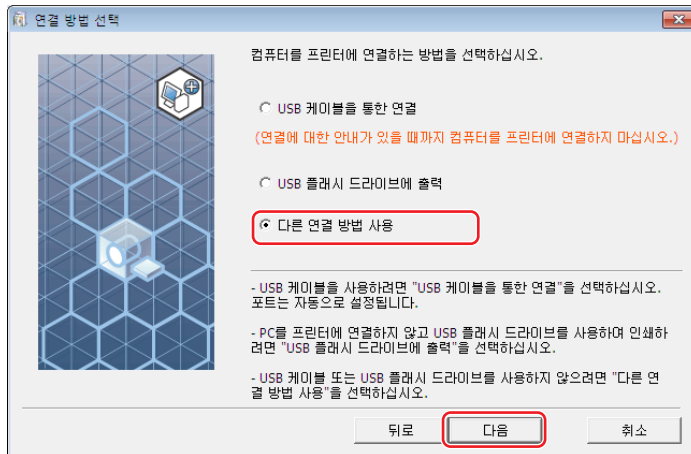 연결 방법 선택
컴퓨터를 프린터에 연결하는 방법을 선택하십시오.
USB 케이블을 통한 연결
(연결에 대한 안내가 있을 때까지 컴퓨터를 프린터에 연결하지 마십시오.)
USB 플래시 드라이브에 출력
다른 연결 방법 사용
- USB 케이블을 사용하려면 "USB 케이블을 통한 연결"을 선택하십시오.
포트는 자동으로 설정됩니다.
- PC를 프린터에 연결하지 않고 USB 플래시 드라이브를 사용하여 인쇄하
려면 "USB 플래시 드라이브에 출력"을 선택하십시오.
- USB 케이블 또는 USB 플래시 드라이브를 사용하지 않으려면 "다른 연
결 방법 사용"을 선택하십시오.
뒤로 다음 취소